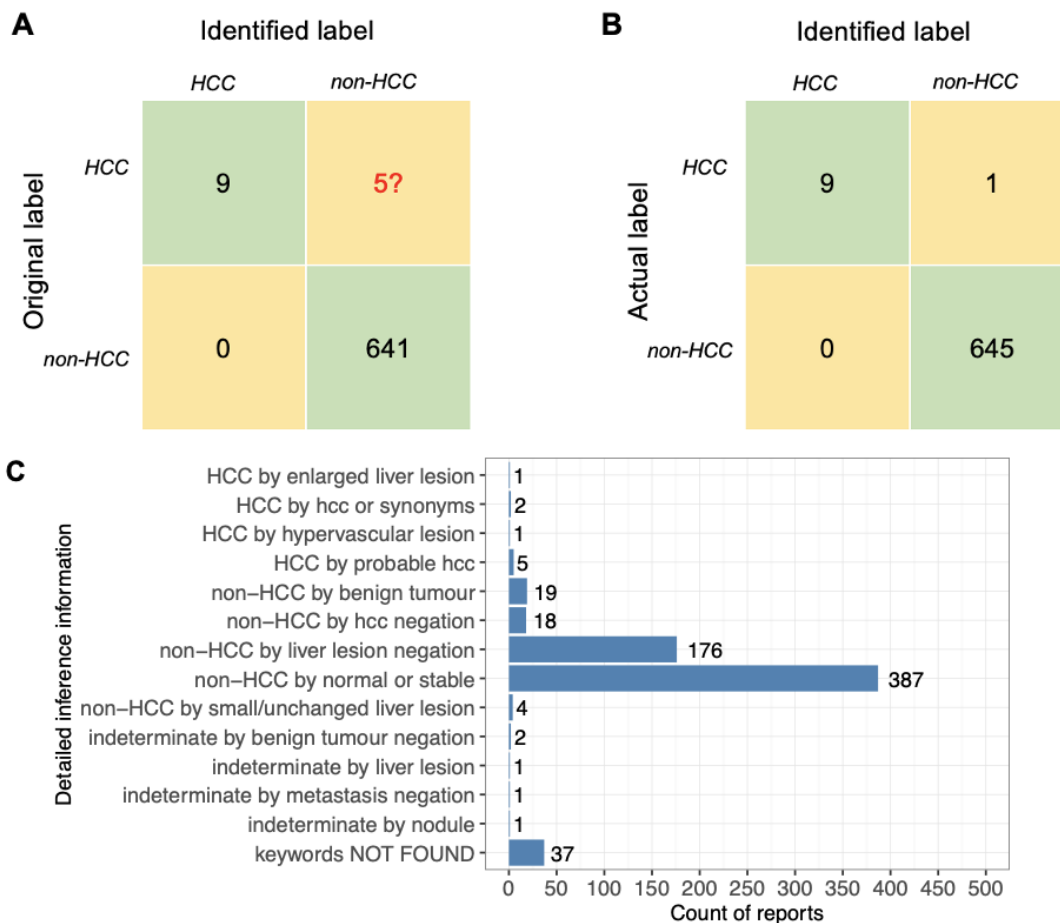 A
Identified label
HCC non-HCC
Original label
HCC
9
5?
non-HCC
0
641
B
Identified label
HCC non-HCC
Actual label
HCC
9
1
non-HCC
0
645
C
Detailed inference information
HCC by enlarged liver lesion 1
HCC by hcc or synonyms 2
HCC by hypervascular lesion 1
HCC by probable hcc 5
non−HCC by benign tumour 19
non−HCC by hcc negation 18
non−HCC by liver lesion negation 176
non−HCC by normal or stable 387
non−HCC by small/unchanged liver lesion 4
indeterminate by benign tumour negation 2
indeterminate by liver lesion 1
indeterminate by metastasis negation 1
indeterminate by nodule 1
keywords NOT FOUND 37
0 50 100 150 200 250 300 350 400 450 500
Count of reports